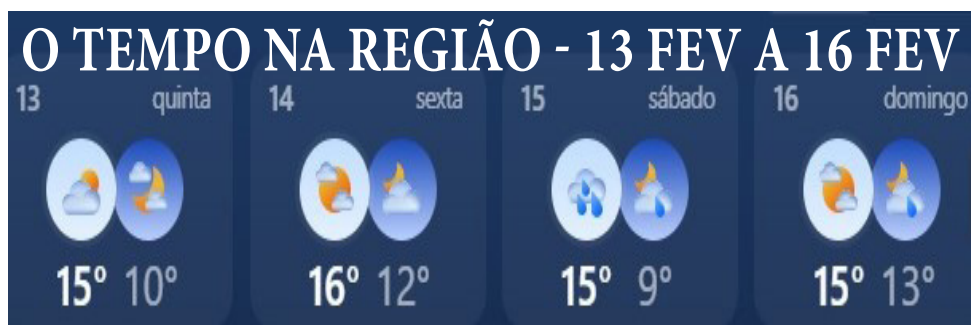 O TEMPO NA REGIÃO - 13 FEV A 16 FEV
13 quinta 14 sexta 15 sábado 16 domingo
15° 10° 16° 12° 15° 9° 15° 13°